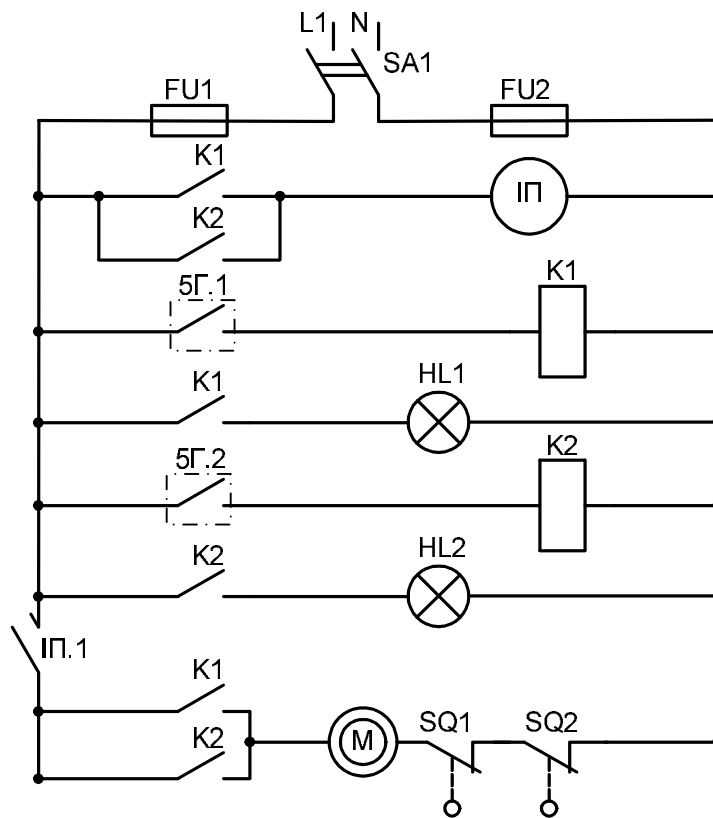 L1 N
SA1
FU1 FU2
K1
ІП
K2
5Г.1 K1
K1 HL1
5Г.2 K2
K2 HL2
ІП.1
K1
K2 M SQ1 SQ2